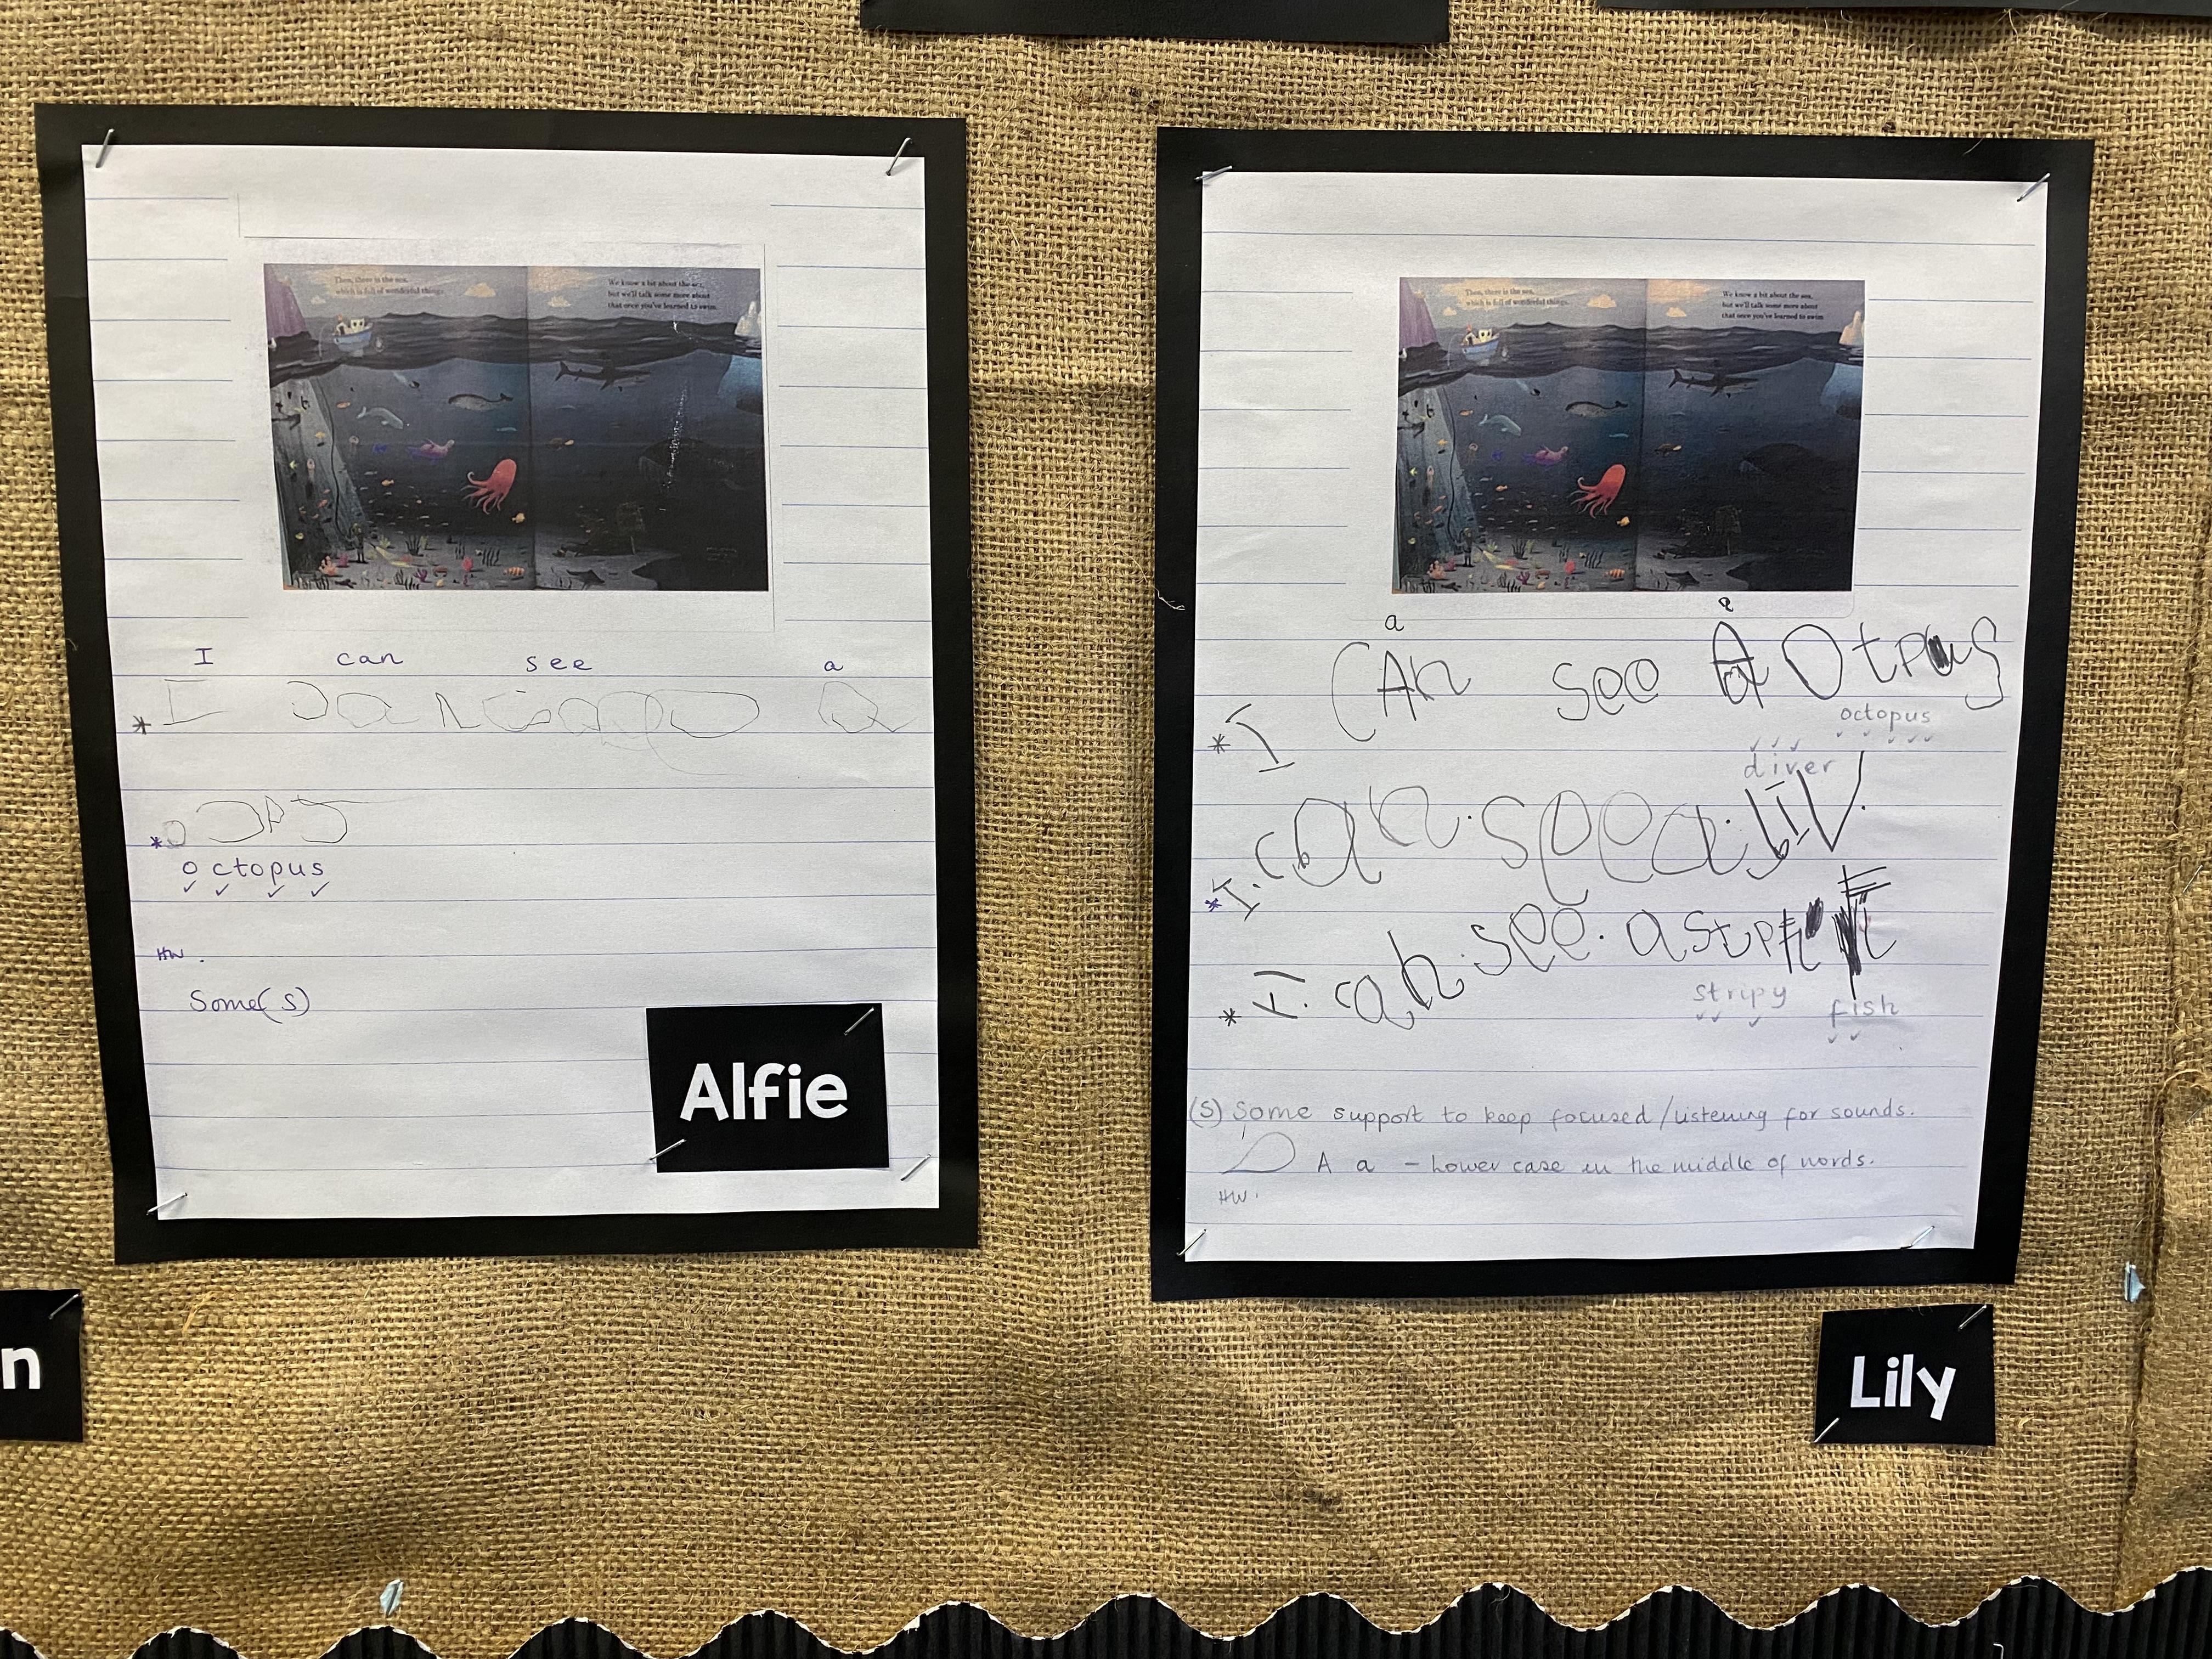 Then, there is the sea,
which is full of wonderful things.
We know a bit about the sea,
but we'll talk some more about
that once you've learned to swim.
I can see a
I
* a
*o
octopus
HW.
Some(s)
Alfie
Then, there is the sea,
which is full of wonderful things.
We know a bit about the sea,
but we'll talk some more about
that once you've learned to swim
a a
* I CAn see a Otpus
octopus
diver
* I. can. see a. biV.
* I. can. see. a Stp
stripy
fish
(S) Some support to keep focused/listening for sounds.
A a - Lower case in the middle of words.
HW.
n
Lily